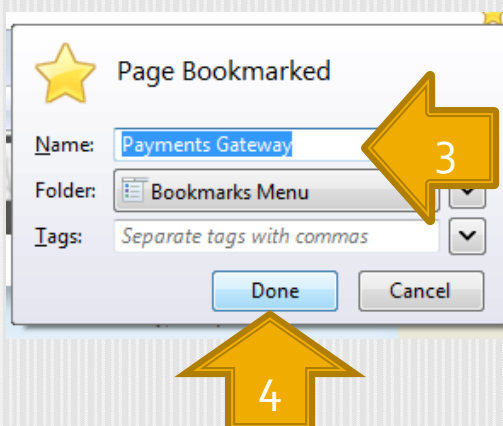 Page Bookmarked
Name: Payments Gateway
3
Folder: Bookmarks Menu
Tags: Separate tags with commas
Done Cancel
4